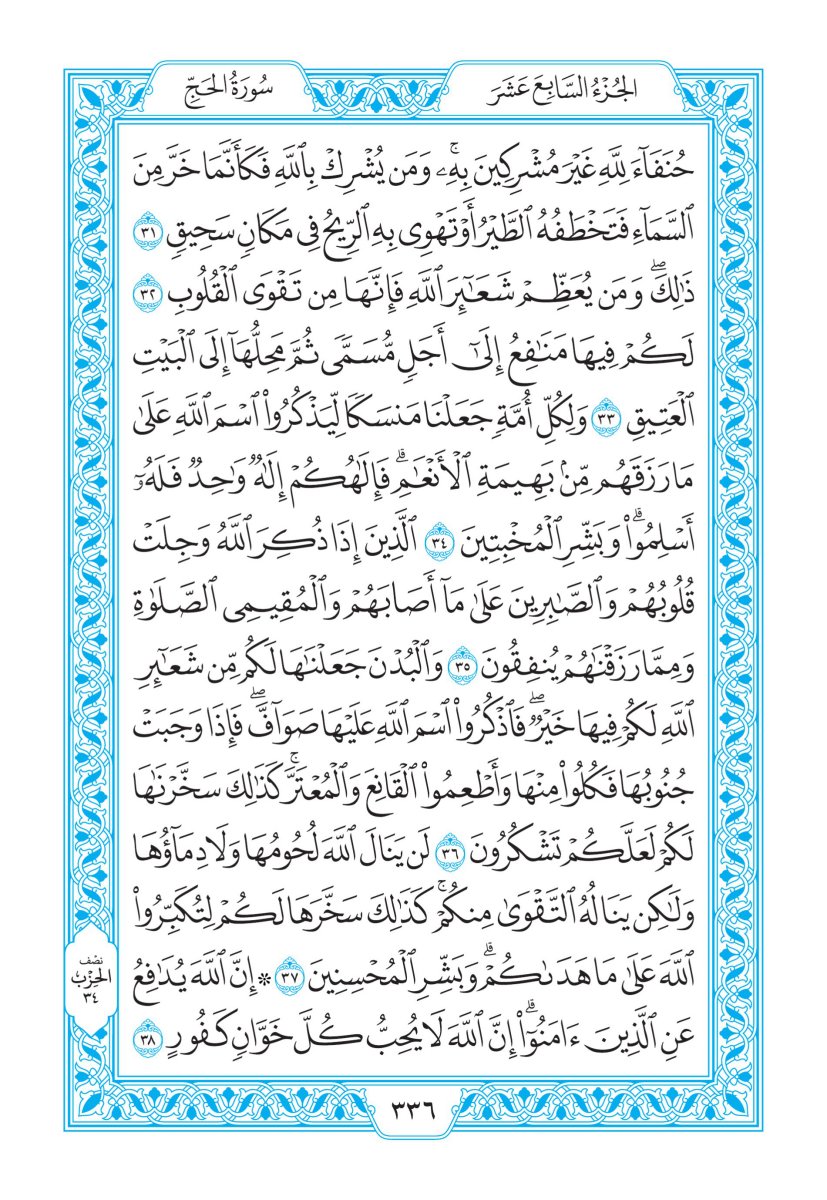 الجُزْءُ السَّابِعَ عَشَرَ
سُورَةُ الحَجِّ
حُنَفَآءَ لِلَّهِ غَيۡرَ مُشۡرِكِينَ بِهِۦۚ وَمَن يُشۡرِكۡ بِٱللَّهِ فَكَأَنَّمَا خَرَّ مِنَ
ٱلسَّمَآءِ فَتَخۡطَفُهُ ٱلطَّيۡرُ أَوۡ تَهۡوِي بِهِ ٱلرِّيحُ فِي مَكَانٖ سَحِيقٖ ٣١
ذَٰلِكَۖ وَمَن يُعَظِّمۡ شَعَـٰٓئِرَ ٱللَّهِ فَإِنَّهَا مِن تَقۡوَى ٱلۡقُلُوبِ ٣٢
لَكُمۡ فِيهَا مَنَٰفِعُ إِلَىٰٓ أَجَلٖ مُّسَمّٗى ثُمَّ مَحِلُّهَآ إِلَى ٱلۡبَيۡتِ
ٱلۡعَتِيقِ ٣٣ وَلِكُلِّ أُمَّةٖ جَعَلۡنَا مَنسَكٗا لِّيَذۡكُرُواْ ٱسۡمَ ٱللَّهِ عَلَىٰ
مَا رَزَقَهُم مِّنۢ بَهِيمَةِ ٱلۡأَنۡعَٰمِۗ فَإِلَٰهُكُمۡ إِلَٰهٞ وَٰحِدٞ فَلَهُۥٓ
أَسۡلِمُواْۗ وَبَشِّرِ ٱلۡمُخۡبِتِينَ ٣٤ ٱلَّذِينَ إِذَا ذُكِرَ ٱللَّهُ وَجِلَتۡ
قُلُوبُهُمۡ وَٱلصَّٰبِرِينَ عَلَىٰ مَآ أَصَابَهُمۡ وَٱلۡمُقِيمِي ٱلصَّلَوٰةِ
وَمِمَّا رَزَقۡنَٰهُمۡ يُنفِقُونَ ٣٥ وَٱلۡبُدۡنَ جَعَلۡنَٰهَا لَكُم مِّن شَعَـٰٓئِرِ
ٱللَّهِ لَكُمۡ فِيهَا خَيۡرٞۖ فَٱذۡكُرُواْ ٱسۡمَ ٱللَّهِ عَلَيۡهَا صَوَآفَّۖ فَإِذَا وَجَبَتۡ
جُنُوبُهَا فَكُلُواْ مِنۡهَا وَأَطۡعِمُواْ ٱلۡقَانِعَ وَٱلۡمُعۡتَرَّۚ كَذَٰلِكَ سَخَّرۡنَٰهَا
لَكُمۡ لَعَلَّكُمۡ تَشۡكُرُونَ ٣٦ لَن يَنَالَ ٱللَّهَ لُحُومُهَا وَلَا دِمَآؤُهَا
وَلَٰكِن يَنَالُهُ ٱلتَّقۡوَىٰ مِنكُمۡۚ كَذَٰلِكَ سَخَّرَهَا لَكُمۡ لِتُكَبِّرُواْ
ٱللَّهَ عَلَىٰ مَا هَدَىٰكُمۡۗ وَبَشِّرِ ٱلۡمُحۡسِنِينَ ٣٧ ۞ إِنَّ ٱللَّهَ يُدَٰفِعُ
عَنِ ٱلَّذِينَ ءَامَنُوٓاْۗ إِنَّ ٱللَّهَ لَا يُحِبُّ كُلَّ خَوَّانٖ كَفُورٍ ٣٨
نصف
الحِزْب
٣٤
٣٣٦